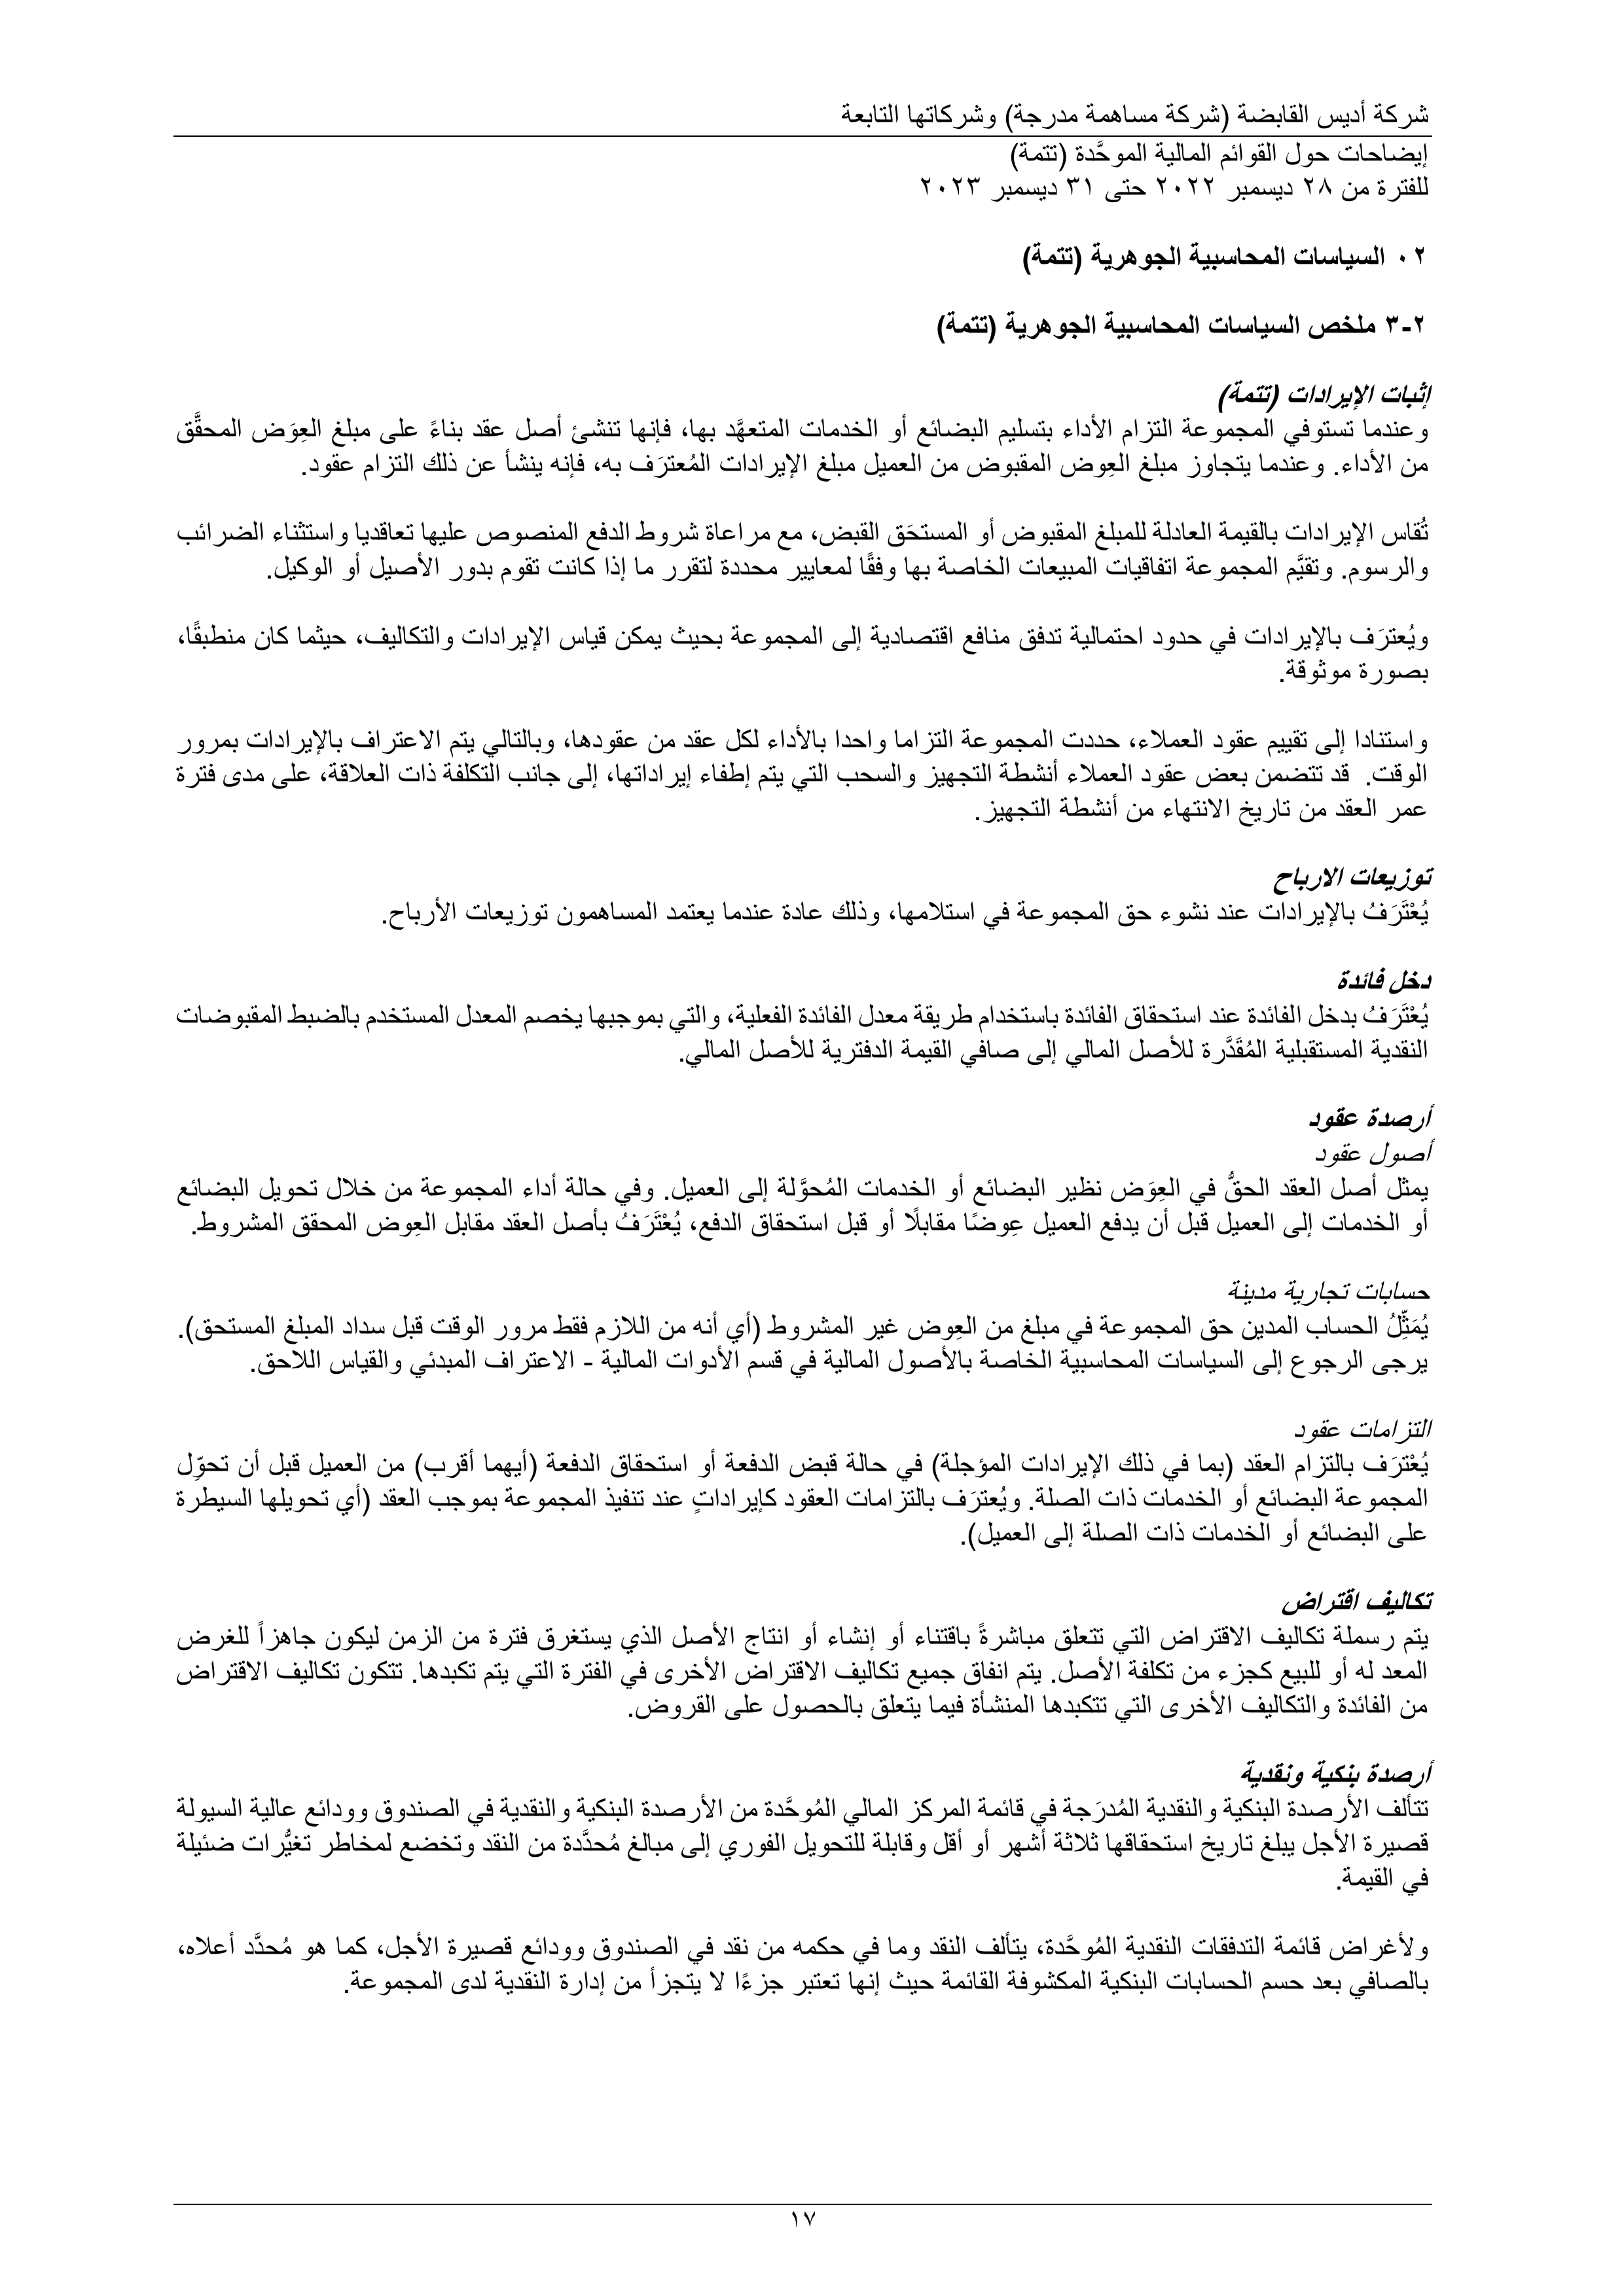 شركة أديس القابضة (شركة مساهمة مدرجة) وشركاتها التابعة
إيضاحات حول القوائم المالية الموحَّدة (تتمة)
للفترة من ٢٨ ديسمبر ٢٠٢٢ حتى ٣١ ديسمبر ٢٠٢٣
٠٢ السياسات المحاسبية الجوهرية (تتمة)
٢-٣ ملخص السياسات المحاسبية الجوهرية (تتمة)
إثبات الإيرادات (تتمة)
وعندما تستوفي المجموعة التزام الأداء بتسليم البضائع أو الخدمات المتعهَّد بها، فإنها تنشئ أصل عقد بناءً على مبلغ العِوَض المحقَّق
من الأداء. وعندما يتجاوز مبلغ العِوض المقبوض من العميل مبلغ الإيرادات المُعترَف به، فإنه ينشأ عن ذلك التزام عقود.
تُقاس الإيرادات بالقيمة العادلة للمبلغ المقبوض أو المستحَق القبض، مع مراعاة شروط الدفع المنصوص عليها تعاقديا واستثناء الضرائب
والرسوم. وتقيَّم المجموعة اتفاقيات المبيعات الخاصة بها وفقًا لمعايير محددة لتقرر ما إذا كانت تقوم بدور الأصيل أو الوكيل.
ويُعترَف بالإيرادات في حدود احتمالية تدفق منافع اقتصادية إلى المجموعة بحيث يمكن قياس الإيرادات والتكاليف، حيثما كان منطبقًا،
بصورة موثوقة.
واستنادا إلى تقييم عقود العملاء، حددت المجموعة التزاما واحدا بالأداء لكل عقد من عقودها، وبالتالي يتم الاعتراف بالإيرادات بمرور
الوقت. قد تتضمن بعض عقود العملاء أنشطة التجهيز والسحب التي يتم إطفاء إيراداتها، إلى جانب التكلفة ذات العلاقة، على مدى فترة
عمر العقد من تاريخ الانتهاء من أنشطة التجهيز.
توزيعات الارباح
يُعْتَرَفُ بالإيرادات عند نشوء حق المجموعة في استلامها، وذلك عادة عندما يعتمد المساهمون توزيعات الأرباح.
دخل فائدة
يُعْتَرَفُ بدخل الفائدة عند استحقاق الفائدة باستخدام طريقة معدل الفائدة الفعلية، والتي بموجبها يخصم المعدل المستخدم بالضبط المقبوضات
النقدية المستقبلية المُقَدَّرة للأصل المالي إلى صافي القيمة الدفترية للأصل المالي.
أرصدة عقود
أصول عقود
يمثل أصل العقد الحقُّ في العِوَض نظير البضائع أو الخدمات المُحوَّلة إلى العميل. وفي حالة أداء المجموعة من خلال تحويل البضائع
أو الخدمات إلى العميل قبل أن يدفع العميل عِوضًا مقابلًا أو قبل استحقاق الدفع، يُعْتَرَفُ بأصل العقد مقابل العِوض المحقق المشروط.
حسابات تجارية مدينة
يُمَثِّلُ الحساب المدين حق المجموعة في مبلغ من العِوض غير المشروط (أي أنه من اللازم فقط مرور الوقت قبل سداد المبلغ المستحق).
يرجى الرجوع إلى السياسات المحاسبية الخاصة بالأصول المالية في قسم الأدوات المالية - الاعتراف المبدئي والقياس اللاحق.
التزامات عقود
يُعْتَرَف بالتزام العقد (بما في ذلك الإيرادات المؤجلة) في حالة قبض الدفعة أو استحقاق الدفعة (أيهما أقرب) من العميل قبل أن تحوِّل
المجموعة البضائع أو الخدمات ذات الصلة. ويُعترَف بالتزامات العقود كإيراداتٍ عند تنفيذ المجموعة بموجب العقد (أي تحويلها السيطرة
على البضائع أو الخدمات ذات الصلة إلى العميل).
تكاليف اقتراض
يتم رسملة تكاليف الاقتراض التي تتعلق مباشرةً باقتناء أو إنشاء أو انتاج الأصل الذي يستغرق فترة من الزمن ليكون جاهزاً للغرض
المعد له أو للبيع كجزء من تكلفة الأصل. يتم انفاق جميع تكاليف الاقتراض الأخرى في الفترة التي يتم تكبدها. تتكون تكاليف الاقتراض
من الفائدة والتكاليف الأخرى التي تتكبدها المنشأة فيما يتعلق بالحصول على القروض.
أرصدة بنكية ونقدية
تتألف الأرصدة البنكية والنقدية المُدرَجة في قائمة المركز المالي المُوحَّدة من الأرصدة البنكية والنقدية في الصندوق وودائع عالية السيولة
قصيرة الأجل يبلغ تاريخ استحقاقها ثلاثة أشهر أو أقل وقابلة للتحويل الفوري إلى مبالغ مُحدَّدة من النقد وتخضع لمخاطر تغيُّرات ضئيلة
في القيمة.
ولأغراض قائمة التدفقات النقدية المُوحَّدة، يتألف النقد وما في حكمه من نقد في الصندوق وودائع قصيرة الأجل، كما هو مُحدَّد أعلاه،
بالصافي بعد حسم الحسابات البنكية المكشوفة القائمة حيث إنها تعتبر جزءًا لا يتجزأ من إدارة النقدية لدى المجموعة.
١٧